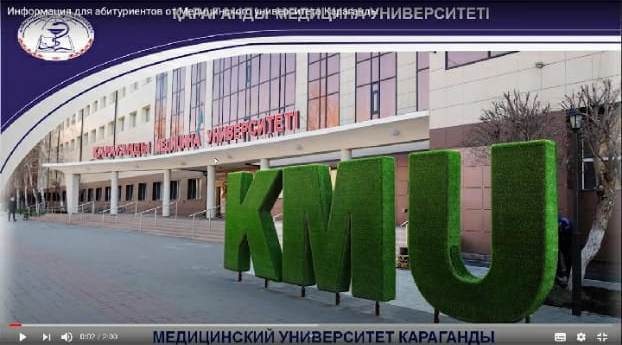 Информация для абитуриентов от Медицинского университета Караганды
ҚАРАҒАНДЫ МЕДИЦИНА УНИВЕРСИТЕТІ
ҚАРАҒАНДЫ МЕДИЦИНА УНИВЕРСИТЕТІ
KMU
0:02 / 2:00
МЕДИЦИНСКИЙ УНИВЕРСИТЕТ КАРАГАНДЫ